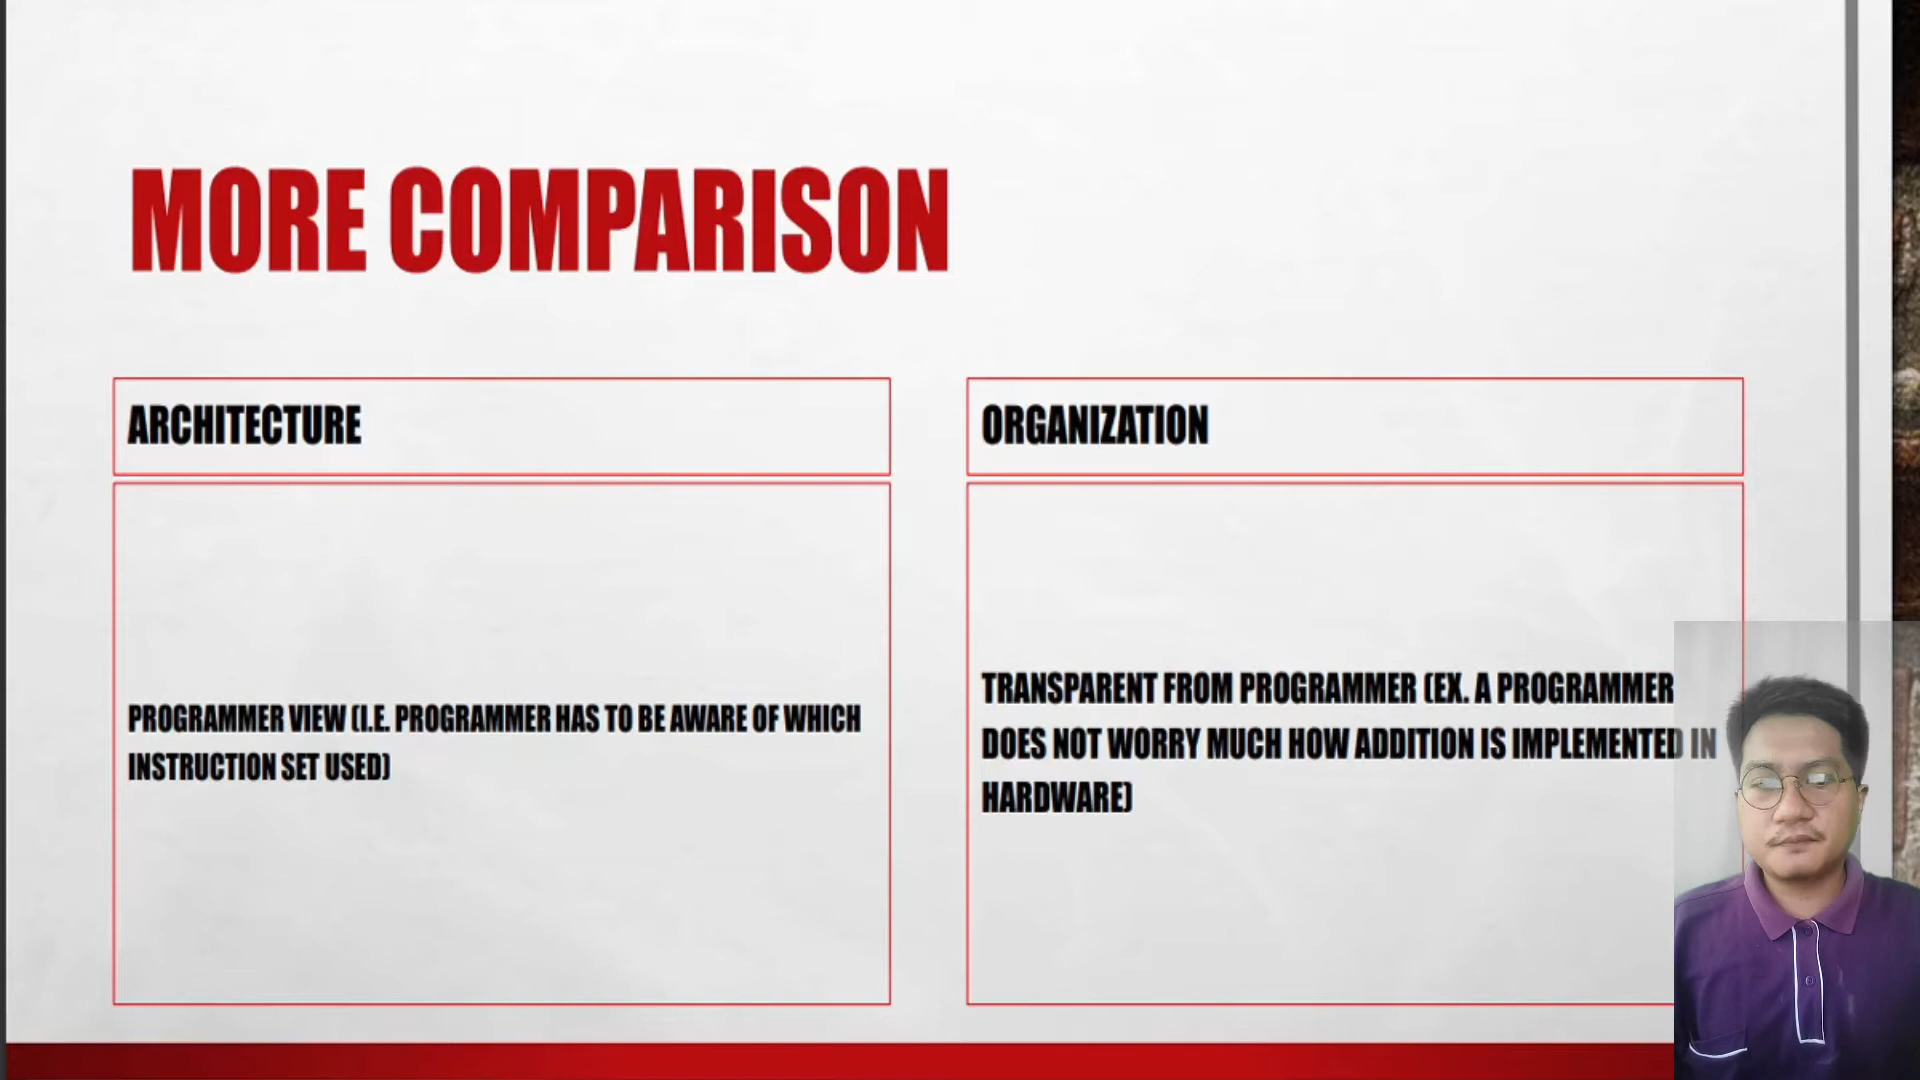 MORE COMPARISON
ARCHITECTURE
PROGRAMMER VIEW (I.E. PROGRAMMER HAS TO BE AWARE OF WHICH
INSTRUCTION SET USED)
ORGANIZATION
TRANSPARENT FROM PROGRAMMER (EX. A PROGRAMMER
DOES NOT WORRY MUCH HOW ADDITION IS IMPLEMENTED IN
HARDWARE)